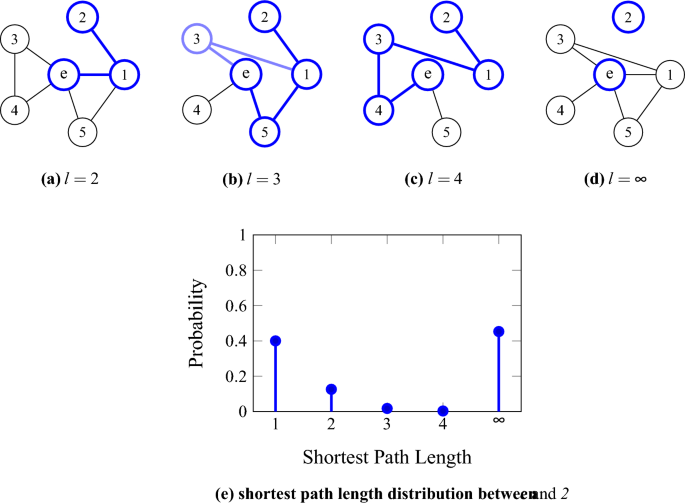 2 2 2 2
3 3 3 3
e 1 e 1 e 1 e 1
4 4 4 4
5 5 5 5
(a) l = 2 (b) l = 3 (c) l = 4 (d) l = ∞
1
0.8
0.6
0.4
0.2
0
Probability
1 2 3 4 ∞
Shortest Path Length
(e) shortest path length distribution between e and 2